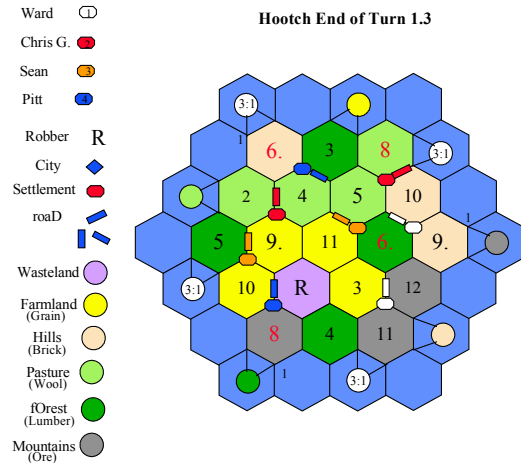 Hootch End of Turn 1.3
Ward 1
Chris G. 2
Sean 3
Pitt 4
Robber R
City
Settlement
roaD
Wasteland
Farmland
(Grain)
Hills
(Brick)
Pasture
(Wool)
fOrest
(Lumber)
Mountains
(Ore)
3:1
1
6. 3 8 3:1
2 4 5 10 1
5 9. 11 6. 9.
3:1 10 R 3 12
8 4 11
1 3:1